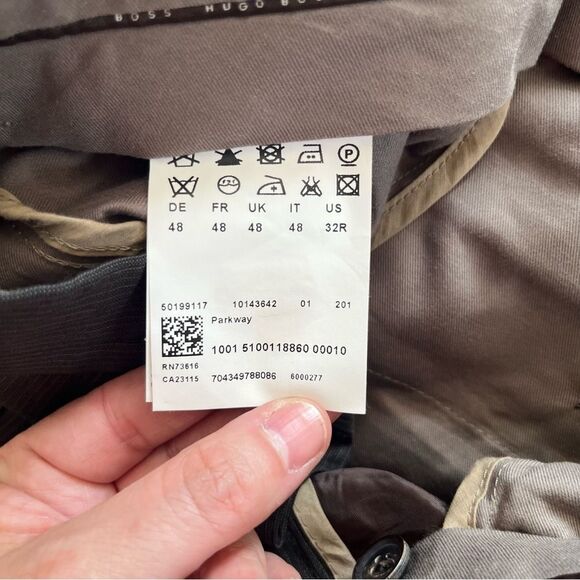 BOSS HUGO BOSS
P
DE FR UK IT US
48 48 48 48 32R
50199117 10143642 01 201
Parkway
1001 5100118860 00010
RN73616
CA23115 704349788086 6000277